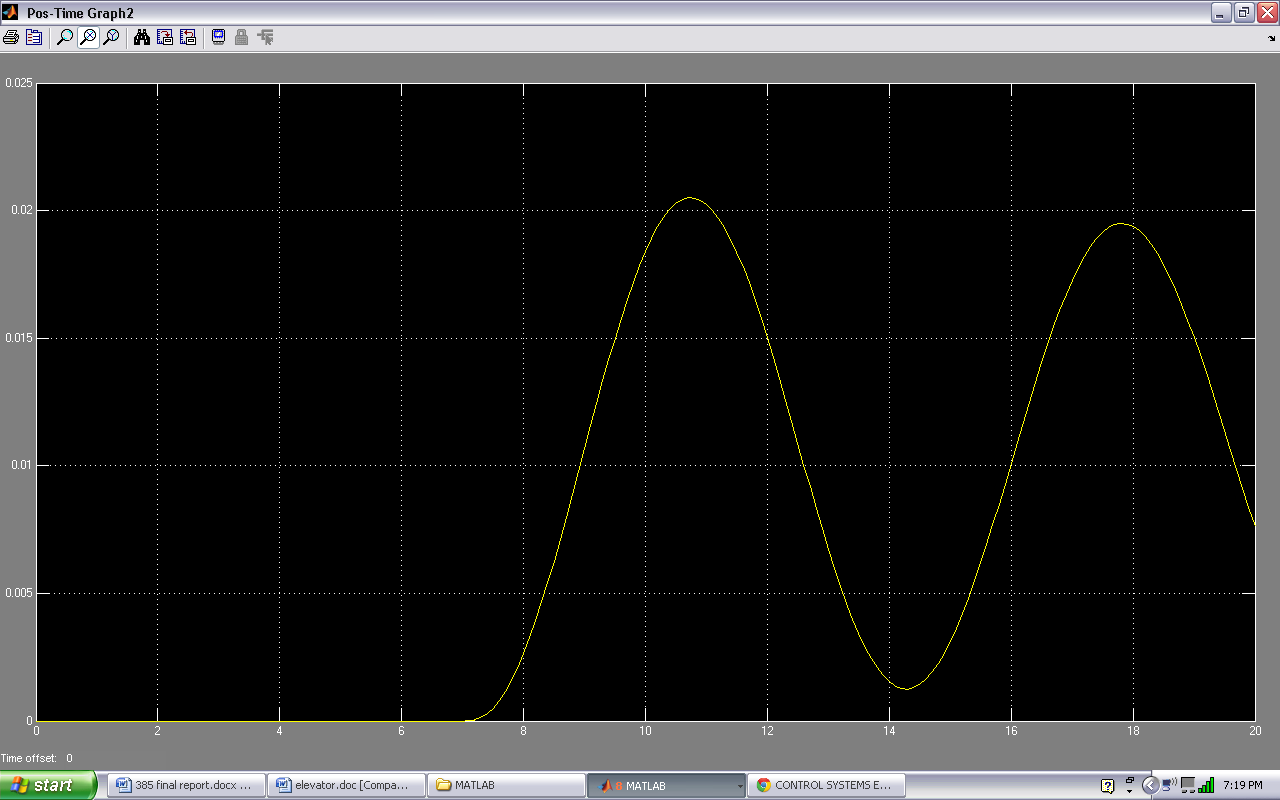 Pos-Time Graph2
0.025
0.02
0.015
0.01
0.005
0
0 2 4 6 8 10 12 14 16 18 20
Time offset: 0
start 385 final report.docx ... elevator.doc [Compa... MATLAB 8 MATLAB CONTROL SYSTEMS E... 7:19 PM